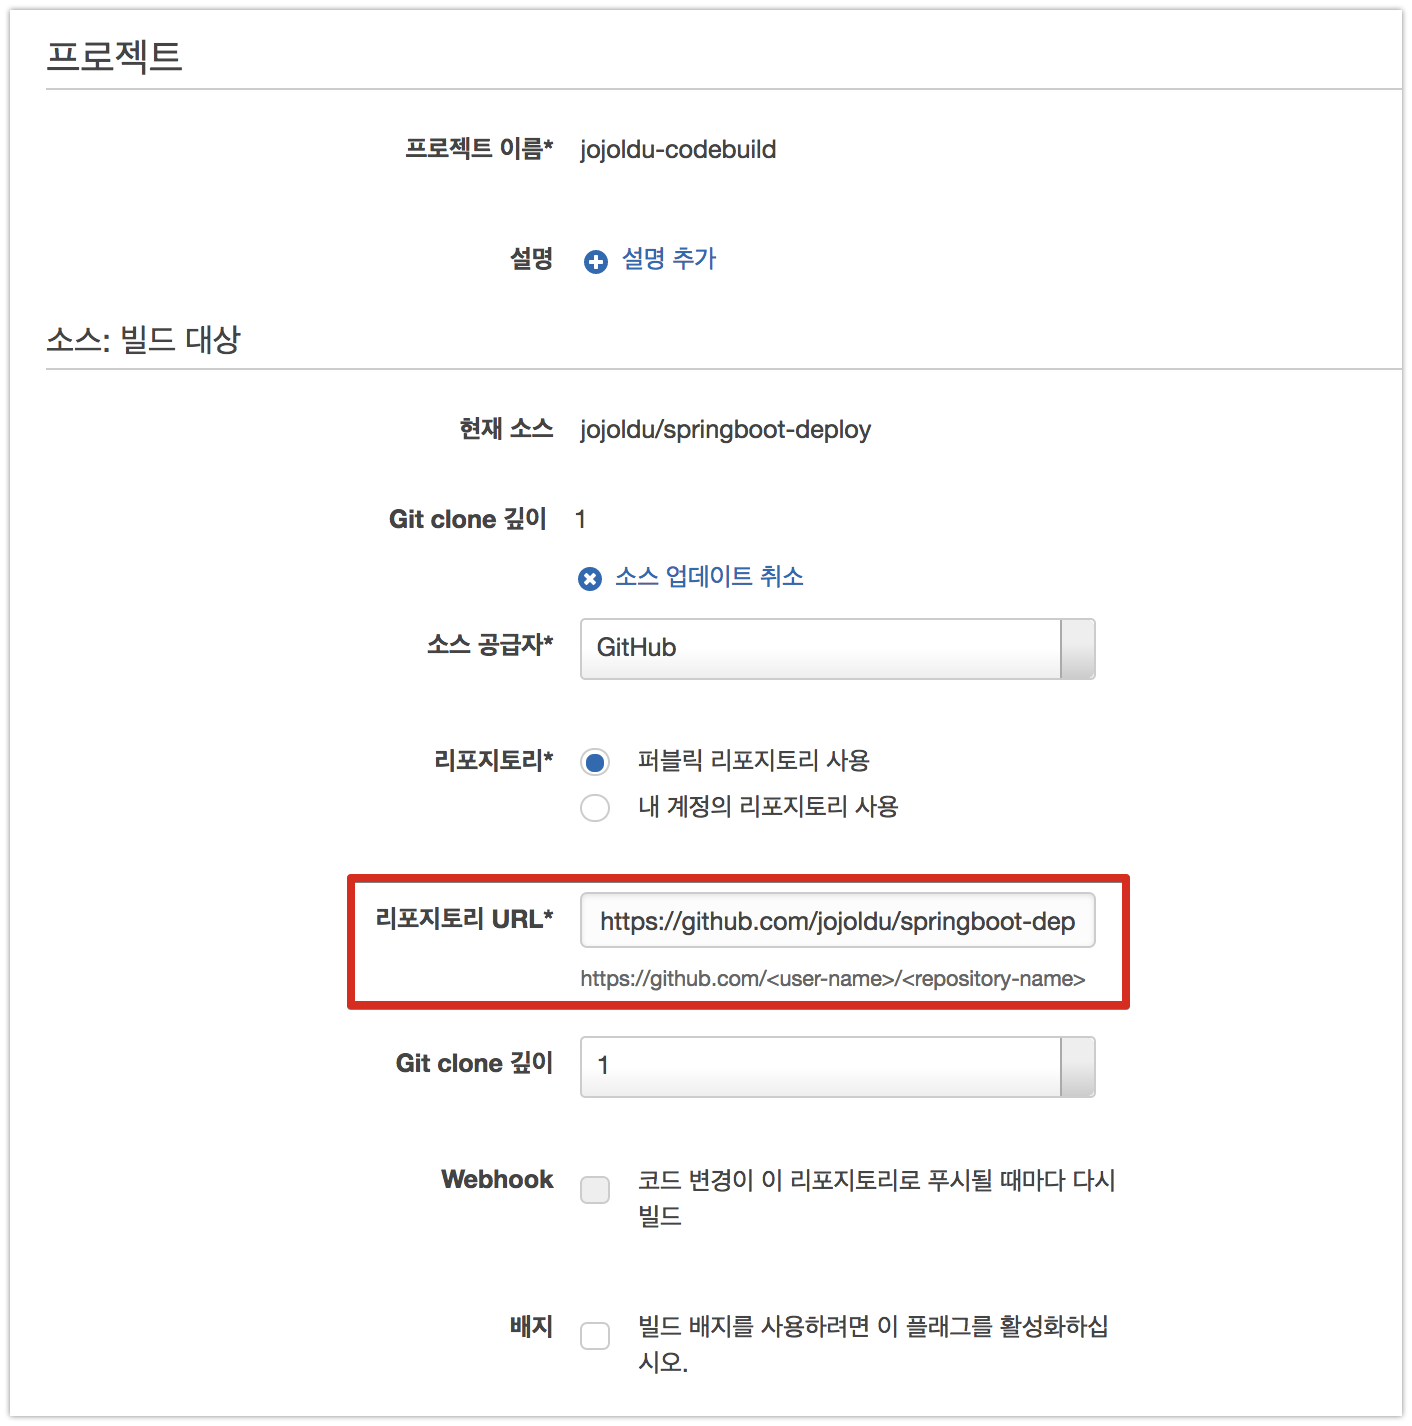 프로젝트
프로젝트 이름* jojoldu-codebuild
설명 설명 추가
소스: 빌드 대상
현재 소스 jojoldu/springboot-deploy
Git clone 깊이 1
소스 업데이트 취소
소스 공급자* GitHub
리포지토리* 퍼블릭 리포지토리 사용
내 계정의 리포지토리 사용
리포지토리 URL* https://github.com/jojoldu/springboot-dep
https://github.com/<user-name>/<repository-name>
Git clone 깊이 1
Webhook 코드 변경이 이 리포지토리로 푸시될 때마다 다시
빌드
배지 빌드 배지를 사용하려면 이 플래그를 활성화하십
시오.